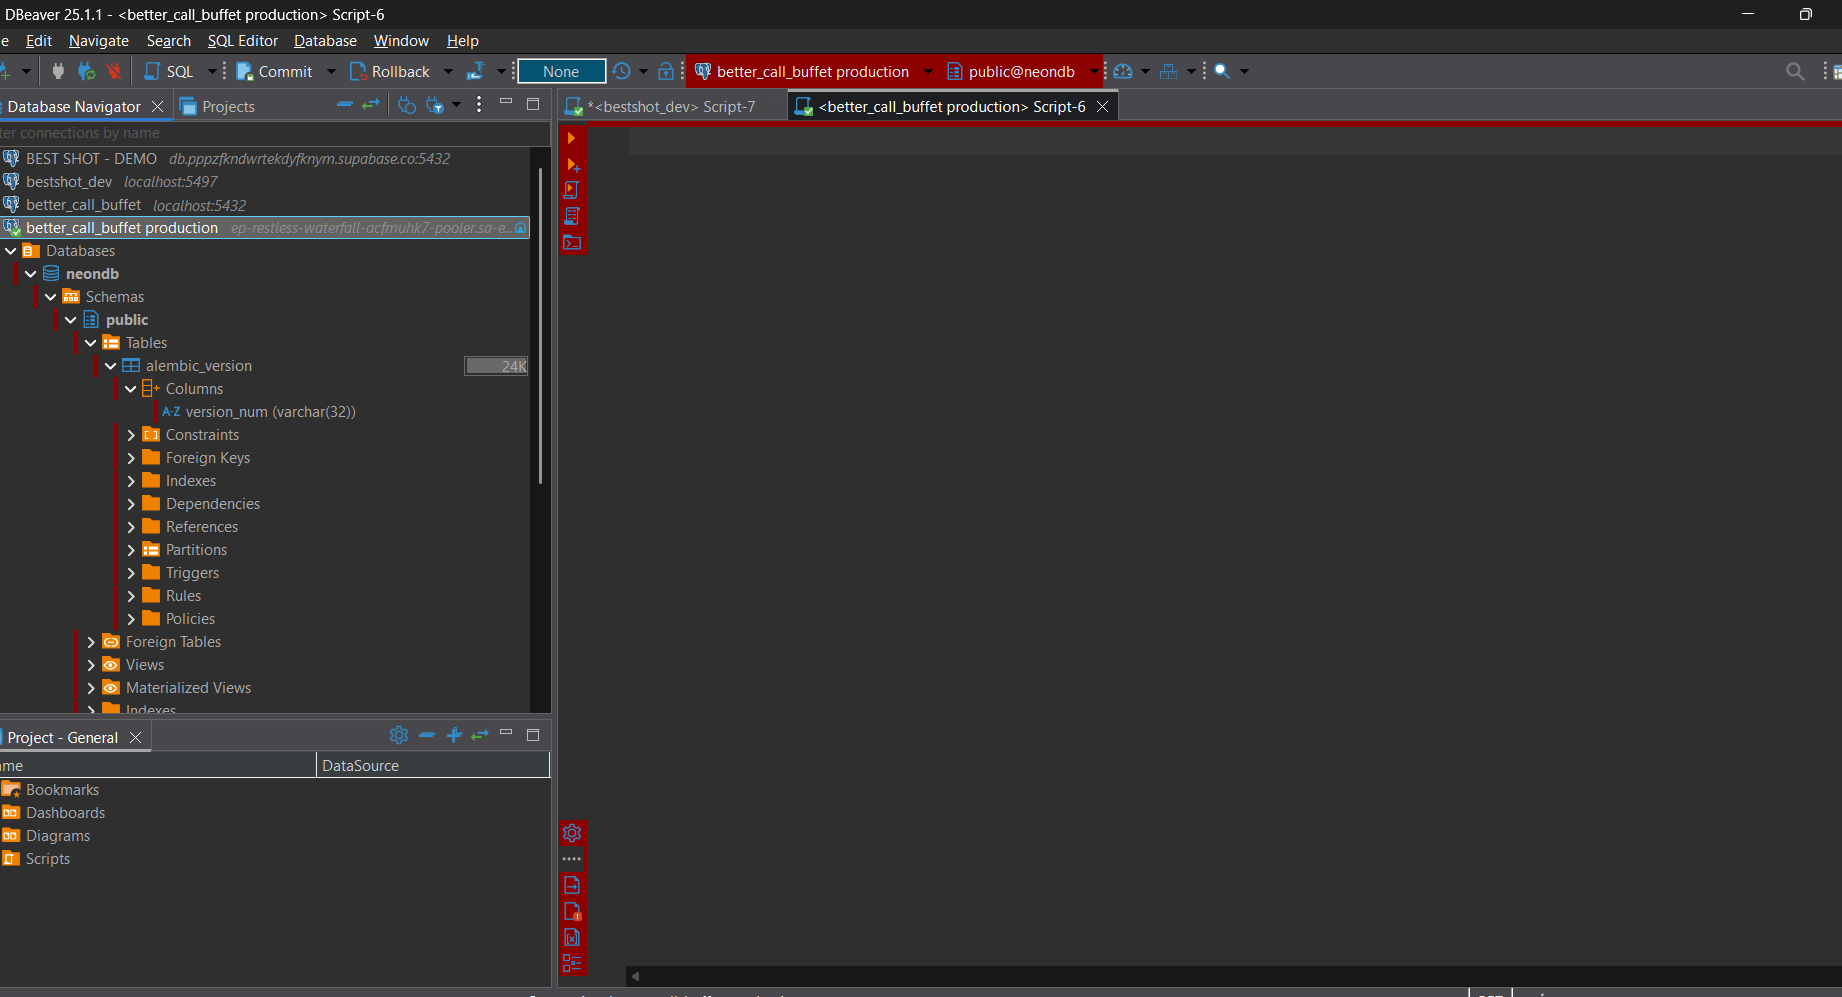 DBeaver 25.1.1 - <better_call_buffet production> Script-6
e Edit Navigate Search SQL Editor Database Window Help
SQL Commit Rollback None better_call_buffet production public@neondb
Database Navigator Projects
*<bestshot_dev> Script-7 <better_call_buffet production> Script-6
ter connections by name
BEST SHOT - DEMO db.pppzfkndwrtekdyfknym.supabase.co:5432
bestshot_dev localhost:5497
better_call_buffet localhost:5432
better_call_buffet production ep-restless-waterfall-acfmuhk7-pooler.sa-e...
Databases
neondb
Schemas
public
Tables
alembic_version 24K
Columns
A-Z version_num (varchar(32))
Constraints
Foreign Keys
Indexes
Dependencies
References
Partitions
Triggers
Rules
Policies
Foreign Tables
Views
Materialized Views
Indexes
Project - General
me DataSource
Bookmarks
Dashboards
Diagrams
Scripts